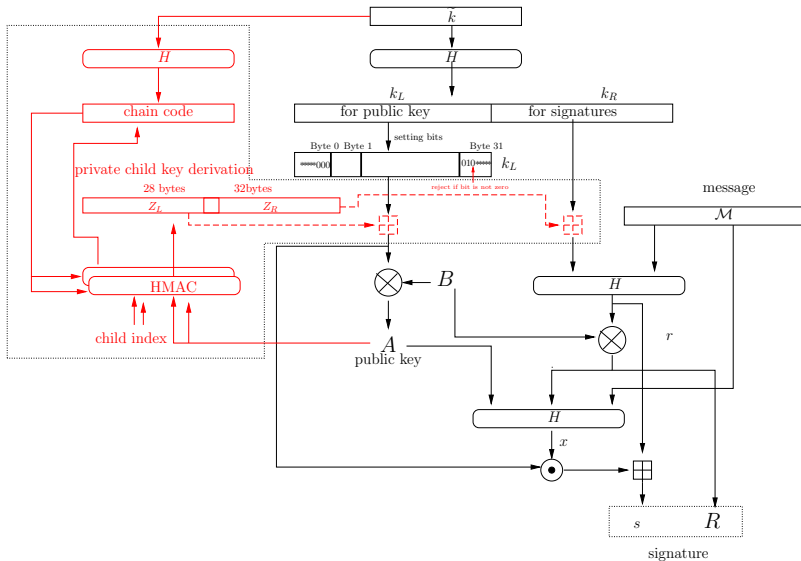 k̃
H
H
k_L
k_R
chain code
for public key
for signatures
setting bits
Byte 0
Byte 1
Byte 31
*****000
010*****
k_L
private child key derivation
reject if bit is not zero
28 bytes
32bytes
message
Z_L
Z_R
M
HMAC
B
H
child index
A
public key
r
H
x
s
R
signature